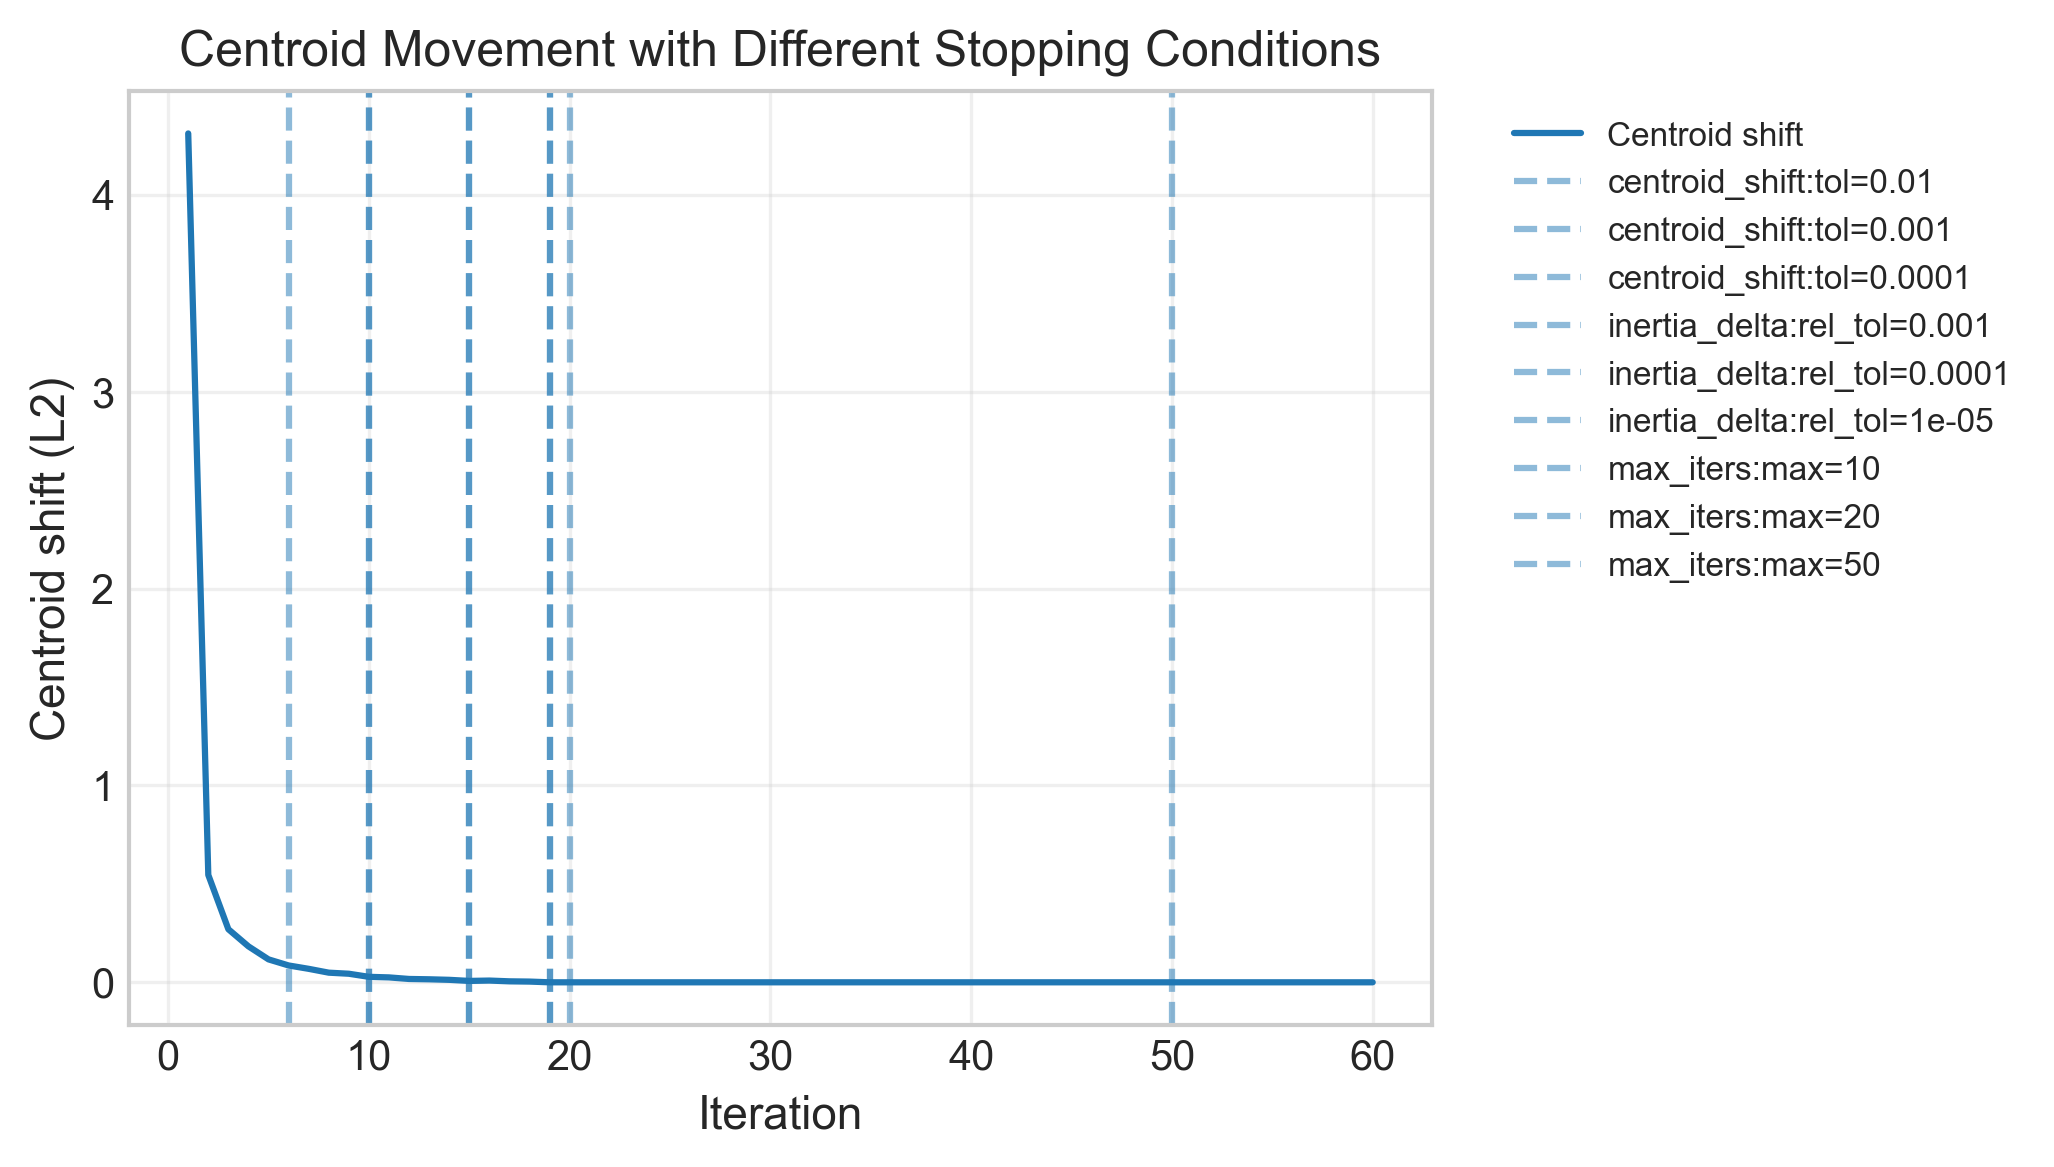 Centroid Movement with Different Stopping Conditions
Centroid shift (L2)
4
3
2
1
0
0 10 20 30 40 50 60
Iteration
Centroid shift
centroid_shift:tol=0.01
centroid_shift:tol=0.001
centroid_shift:tol=0.0001
inertia_delta:rel_tol=0.001
inertia_delta:rel_tol=0.0001
inertia_delta:rel_tol=1e-05
max_iters:max=10
max_iters:max=20
max_iters:max=50